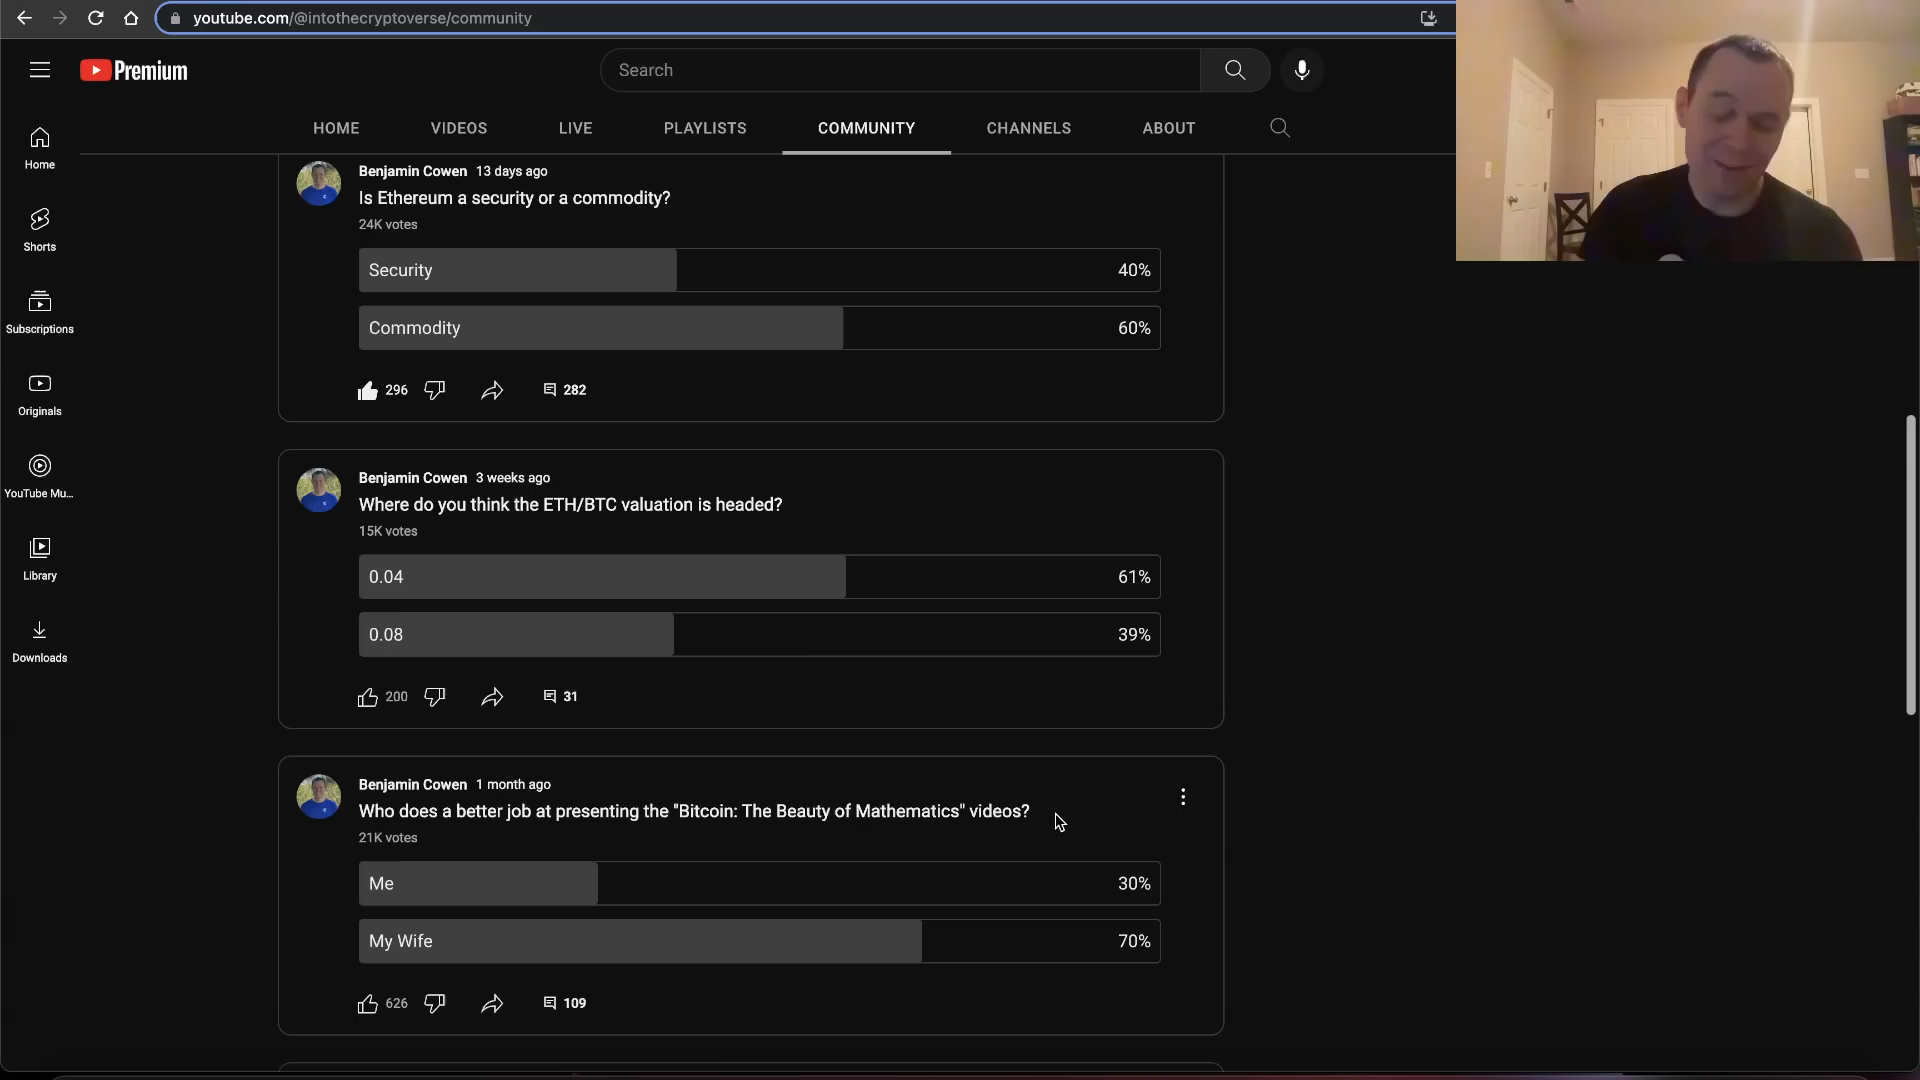 youtube.com/@intothecryptoverse/community
Premium
Search
HOME VIDEOS LIVE PLAYLISTS COMMUNITY CHANNELS ABOUT
Home
Shorts
Subscriptions
Originals
YouTube Mu...
Library
Downloads
Benjamin Cowen 13 days ago
Is Ethereum a security or a commodity?
24K votes
Security 40%
Commodity 60%
296 282
Benjamin Cowen 3 weeks ago
Where do you think the ETH/BTC valuation is headed?
15K votes
0.04 61%
0.08 39%
200 31
Benjamin Cowen 1 month ago
Who does a better job at presenting the "Bitcoin: The Beauty of Mathematics" videos?
21K votes
Me 30%
My Wife 70%
626 109